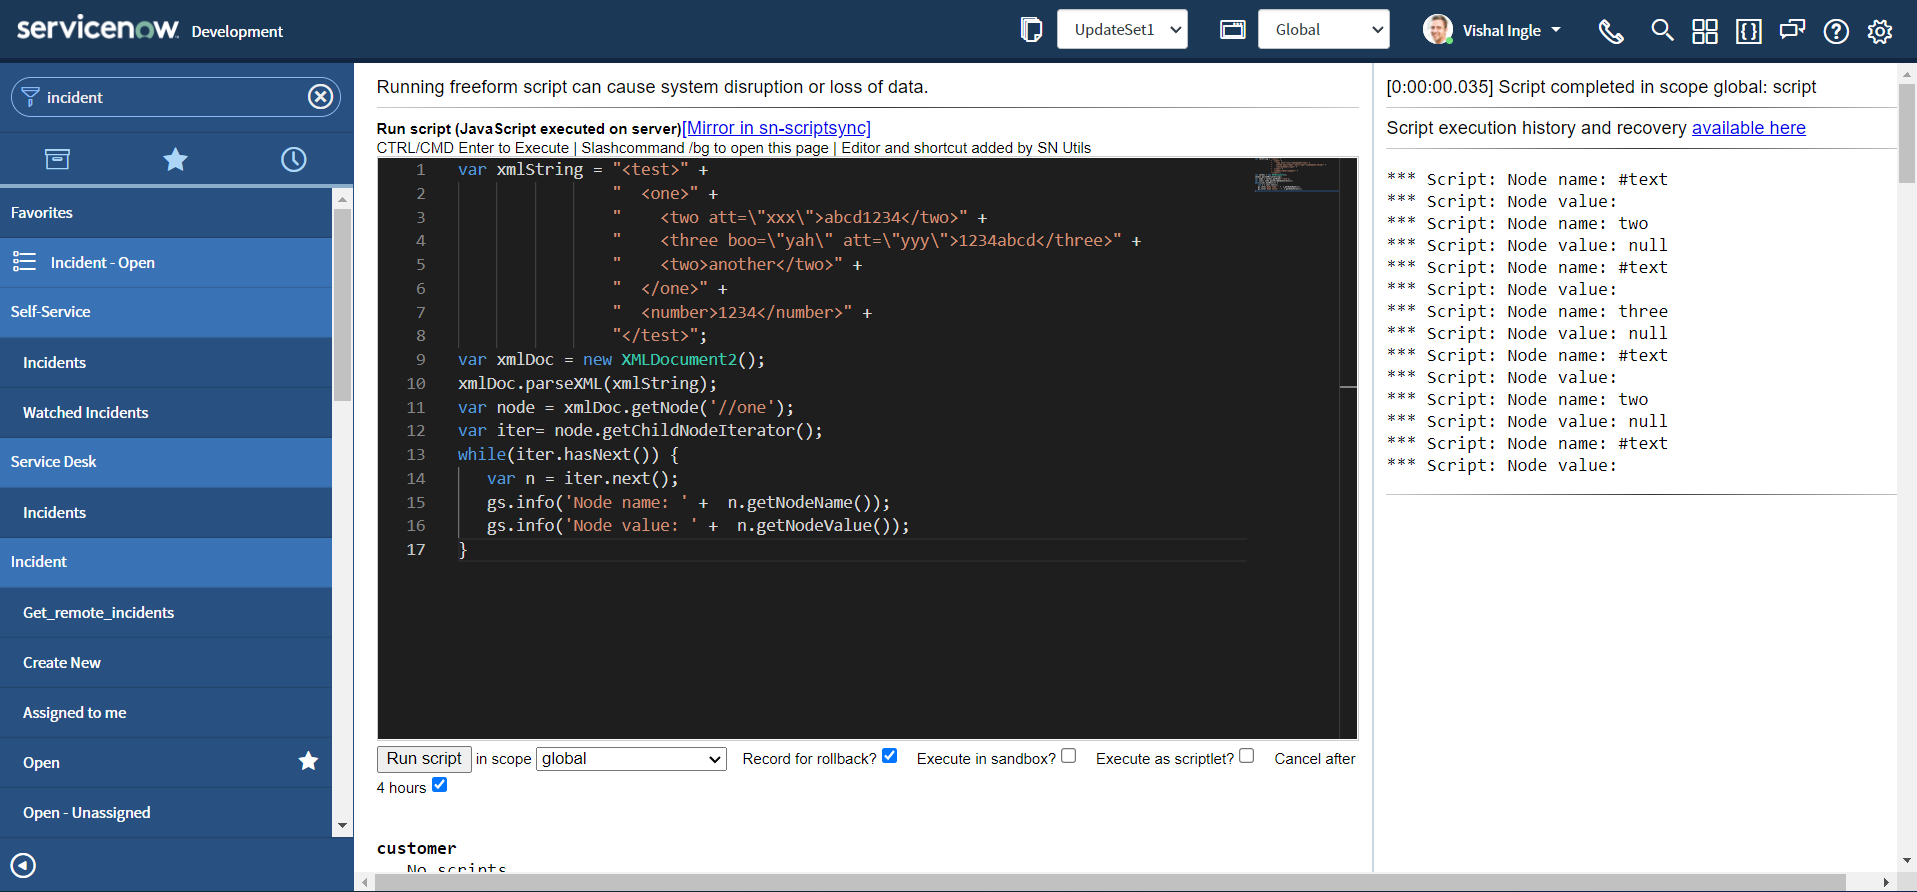 servicenow Development
UpdateSet1
Global
Vishal Ingle
incident
Favorites
Incident - Open
Self-Service
Incidents
Watched Incidents
Service Desk
Incidents
Incident
Get_remote_incidents
Create New
Assigned to me
Open
Open - Unassigned
Running freeform script can cause system disruption or loss of data.
Run script (JavaScript executed on server)[Mirror in sn-scriptsync]
CTRL/CMD Enter to Execute | Slashcommand /bg to open this page | Editor and shortcut added by SN Utils
1 var xmlString = "<test>" +
2 "  <one>" +
3 "    <two att=\"xxx\">abcd1234</two>" +
4 "    <three boo=\"yah\" att=\"yyy\">1234abcd</three>" +
5 "    <two>another</two>" +
6 "  </one>" +
7 "  <number>1234</number>" +
8 "</test>";
9 var xmlDoc = new XMLDocument2();
10 xmlDoc.parseXML(xmlString);
11 var node = xmlDoc.getNode('//one');
12 var iter= node.getChildNodeIterator();
13 while(iter.hasNext()) {
14    var n = iter.next();
15    gs.info('Node name: ' +  n.getNodeName());
16    gs.info('Node value: ' +  n.getNodeValue());
17 }
Run script in scope global Record for rollback? Execute in sandbox? Execute as scriptlet? Cancel after
4 hours
customer
No scripts
[0:00:00.035] Script completed in scope global: script
Script execution history and recovery available here
*** Script: Node name: #text
*** Script: Node value:
*** Script: Node name: two
*** Script: Node value: null
*** Script: Node name: #text
*** Script: Node value:
*** Script: Node name: three
*** Script: Node value: null
*** Script: Node name: #text
*** Script: Node value:
*** Script: Node name: two
*** Script: Node value: null
*** Script: Node name: #text
*** Script: Node value: